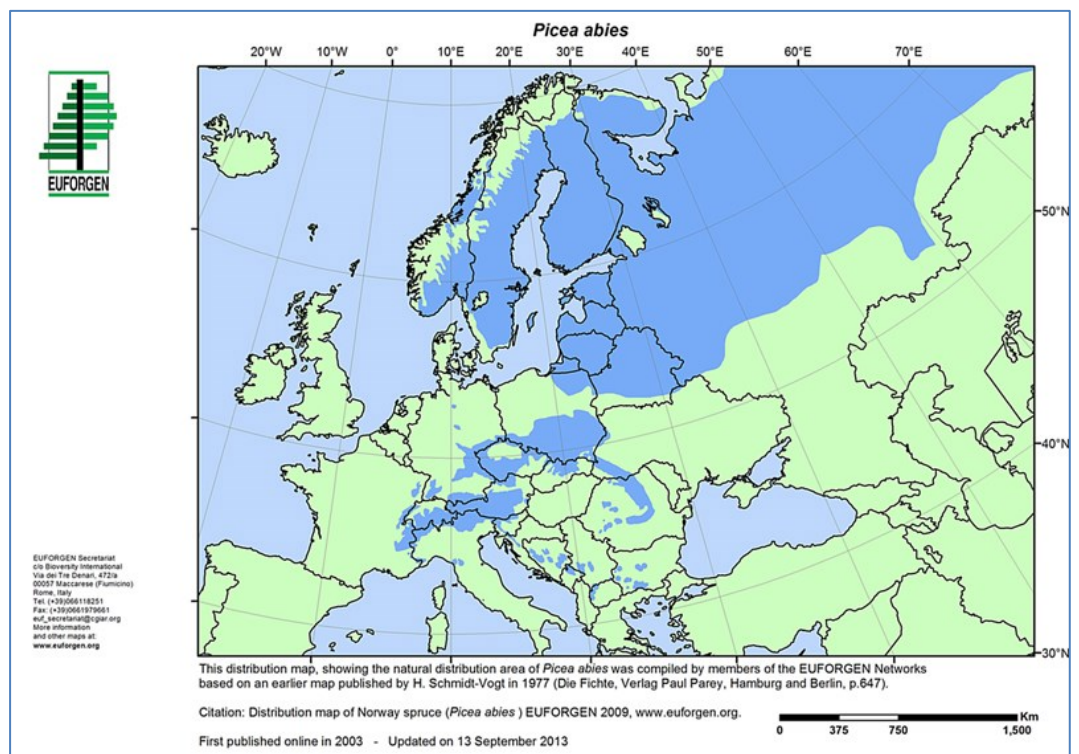 Picea abies
20°W 10°W 0° 10°E 20°E 30°E 40°E 50°E 60°E 70°E
EUFORGEN
50°N
40°N
30°N
EUFORGEN Secretariat
c/o Bioversity International
Via dei Tre Denari, 472/a
00057 Maccarese (Fiumicino)
Rome, Italy
Tel. (+39)066118251
Fax: (+39)0661979661
euf_secretariat@cgiar.org
More information
and other maps at:
www.euforgen.org
This distribution map, showing the natural distribution area of Picea abies was compiled by members of the EUFORGEN Networks
based on an earlier map published by H. Schmidt-Vogt in 1977 (Die Fichte, Verlag Paul Parey, Hamburg and Berlin, p.647).
Citation: Distribution map of Norway spruce (Picea abies ) EUFORGEN 2009, www.euforgen.org.
First published online in 2003 - Updated on 13 September 2013
Km
0 375 750 1,500